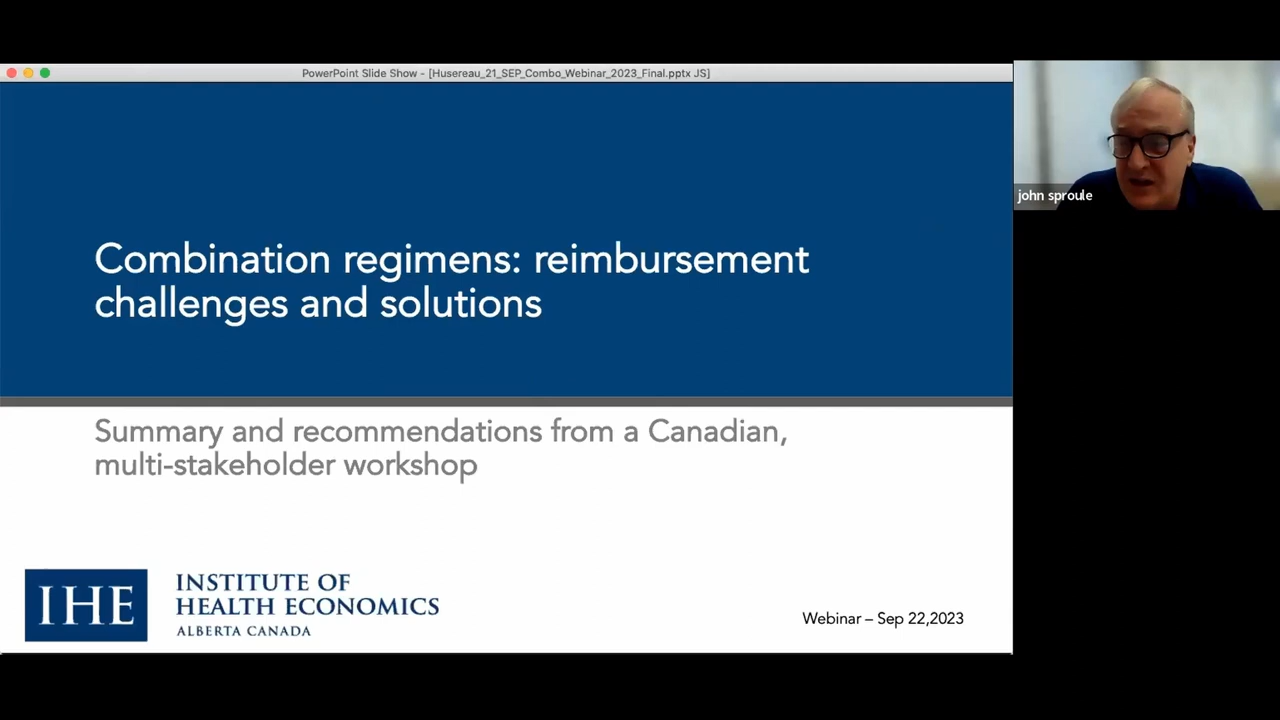 PowerPoint Slide Show - [Husereau_21_SEP_Combo_Webinar_2023_Final.pptx JS]
john sproule
Combination regimens: reimbursement
challenges and solutions
Summary and recommendations from a Canadian,
multi-stakeholder workshop
IHE
INSTITUTE OF
HEALTH ECONOMICS
ALBERTA CANADA
Webinar – Sep 22,2023